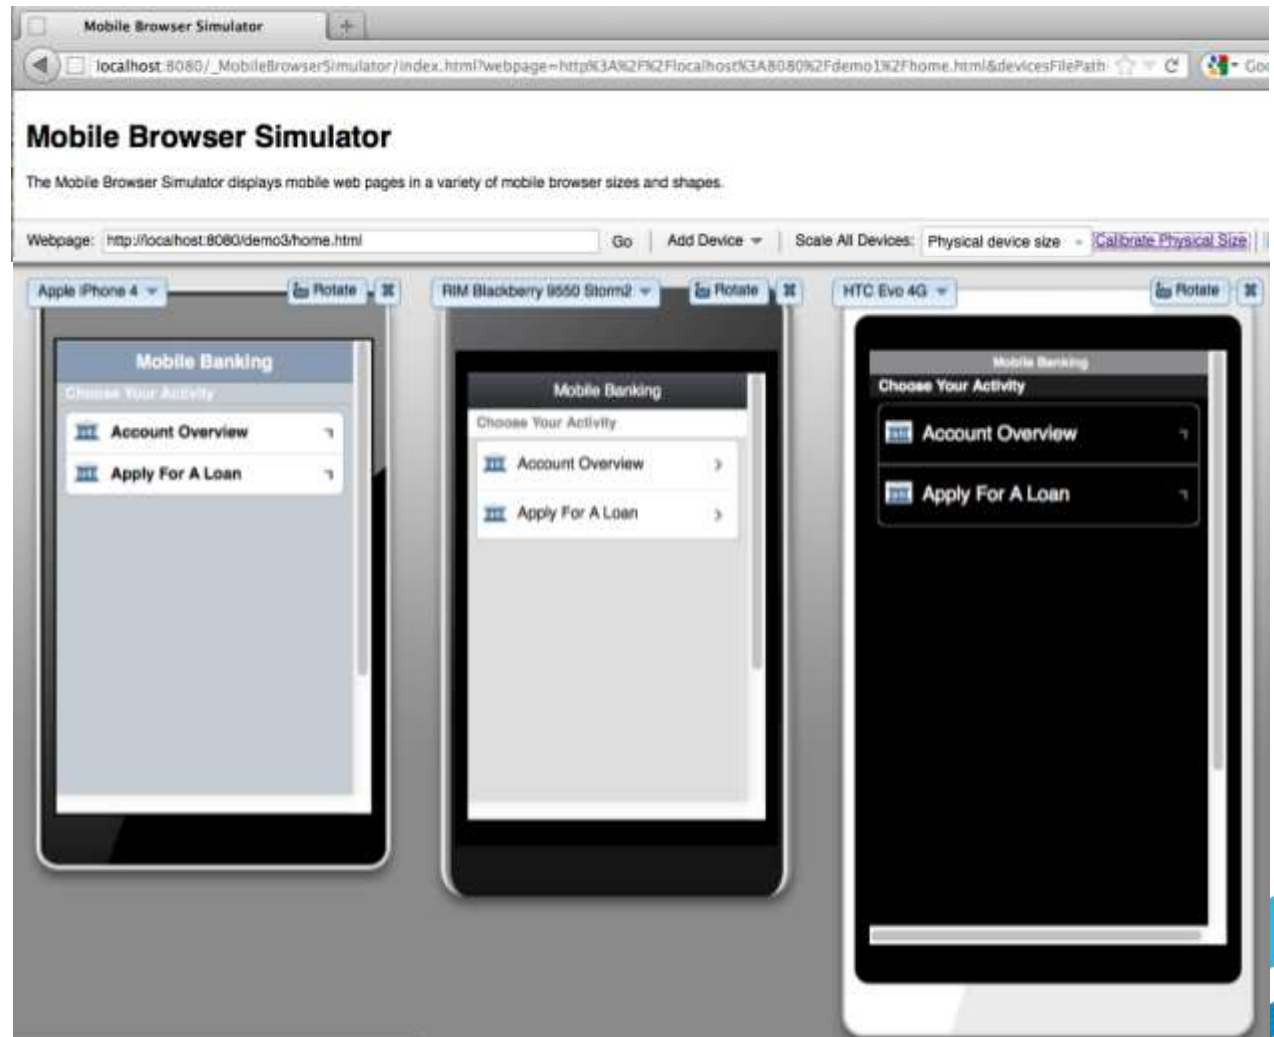 Mobile Browser Simulator
localhost:8080/_MobileBrowserSimulator/index.html?webpage=http%3A%2F%2Flocalhost%3A8080%2Fdemo1%2Fhome.html&devicesFilePath Goo
Mobile Browser Simulator
The Mobile Browser Simulator displays mobile web pages in a variety of mobile browser sizes and shapes.
Webpage: http://localhost:8080/demo3/home.html Go Add Device Scale All Devices: Physical device size Calibrate Physical Size
Apple iPhone 4 Rotate
Mobile Banking
Choose Your Activity
Account Overview
Apply For A Loan
RIM Blackberry 9550 Storm2 Rotate
Mobile Banking
Choose Your Activity
Account Overview
Apply For A Loan
HTC Evo 4G Rotate
Mobile Banking
Choose Your Activity
Account Overview
Apply For A Loan